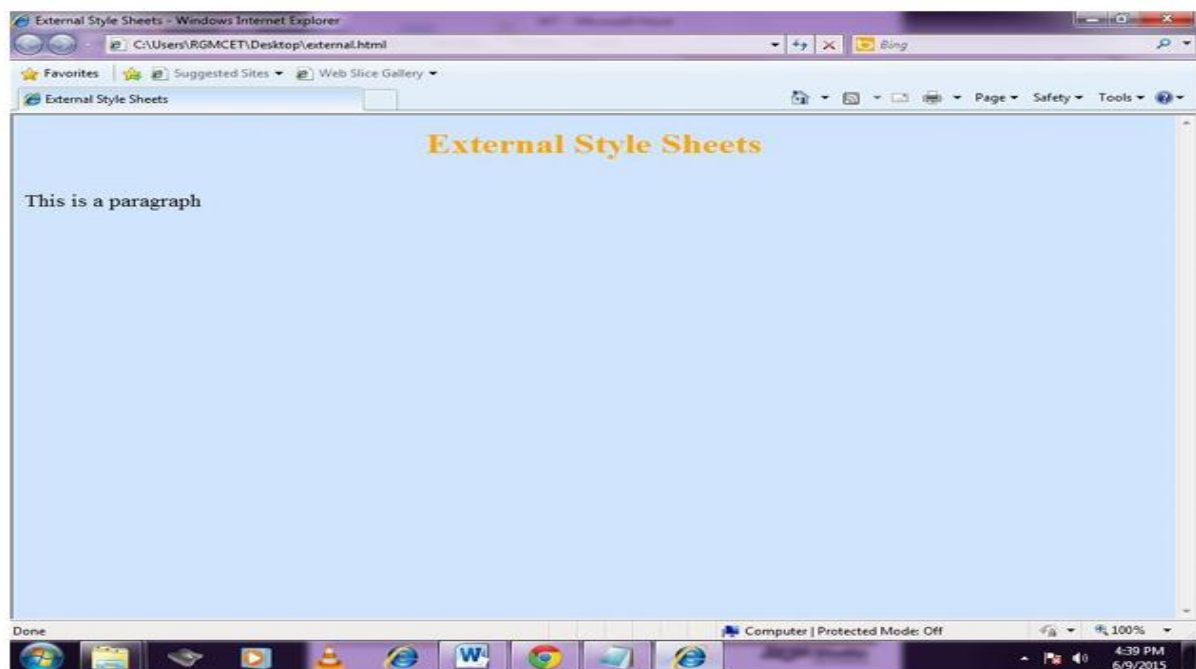 External Style Sheets - Windows Internet Explorer
C:\Users\RGMCET\Desktop\external.html
Bing
Favorites Suggested Sites Web Slice Gallery
External Style Sheets Page Safety Tools
External Style Sheets
This is a paragraph
Done Computer | Protected Mode: Off 100%
W
4:39 PM
6/9/2015